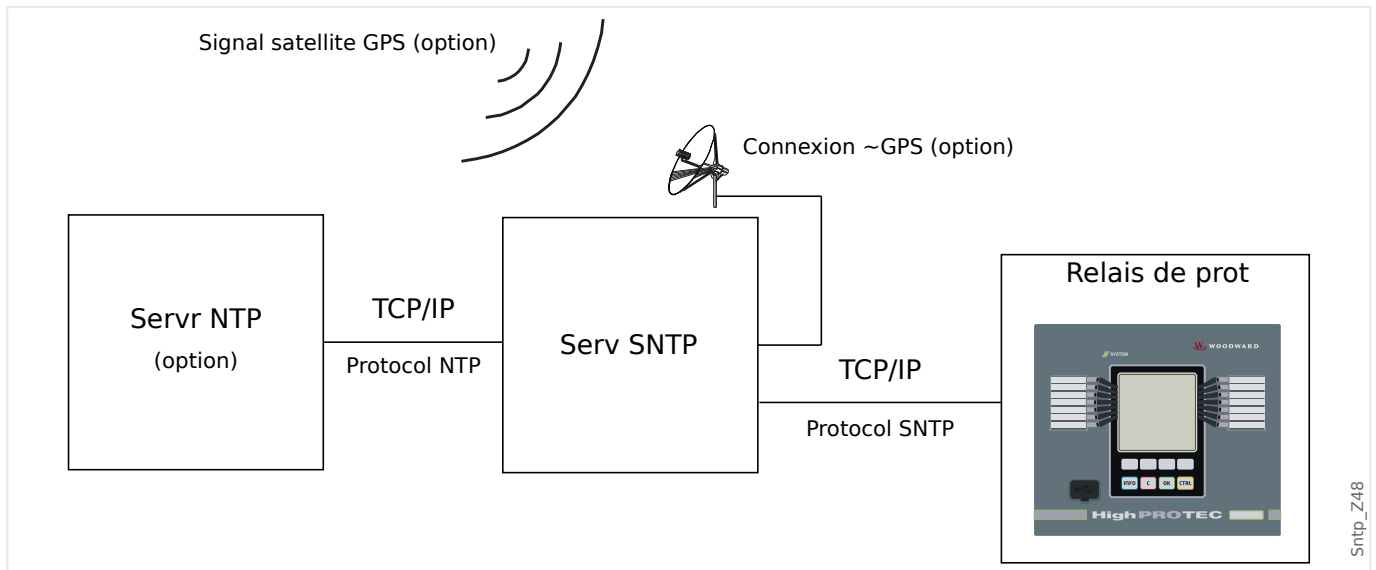 Signal satellite GPS (option)
Connexion ~GPS (option)
Servr NTP
(option)
TCP/IP
Protocol NTP
Serv SNTP
TCP/IP
Protocol SNTP
Relais de prot
SYSTEM
WOODWARD
INFO C OK CTRL
HighPROTEC
Sntp_Z48